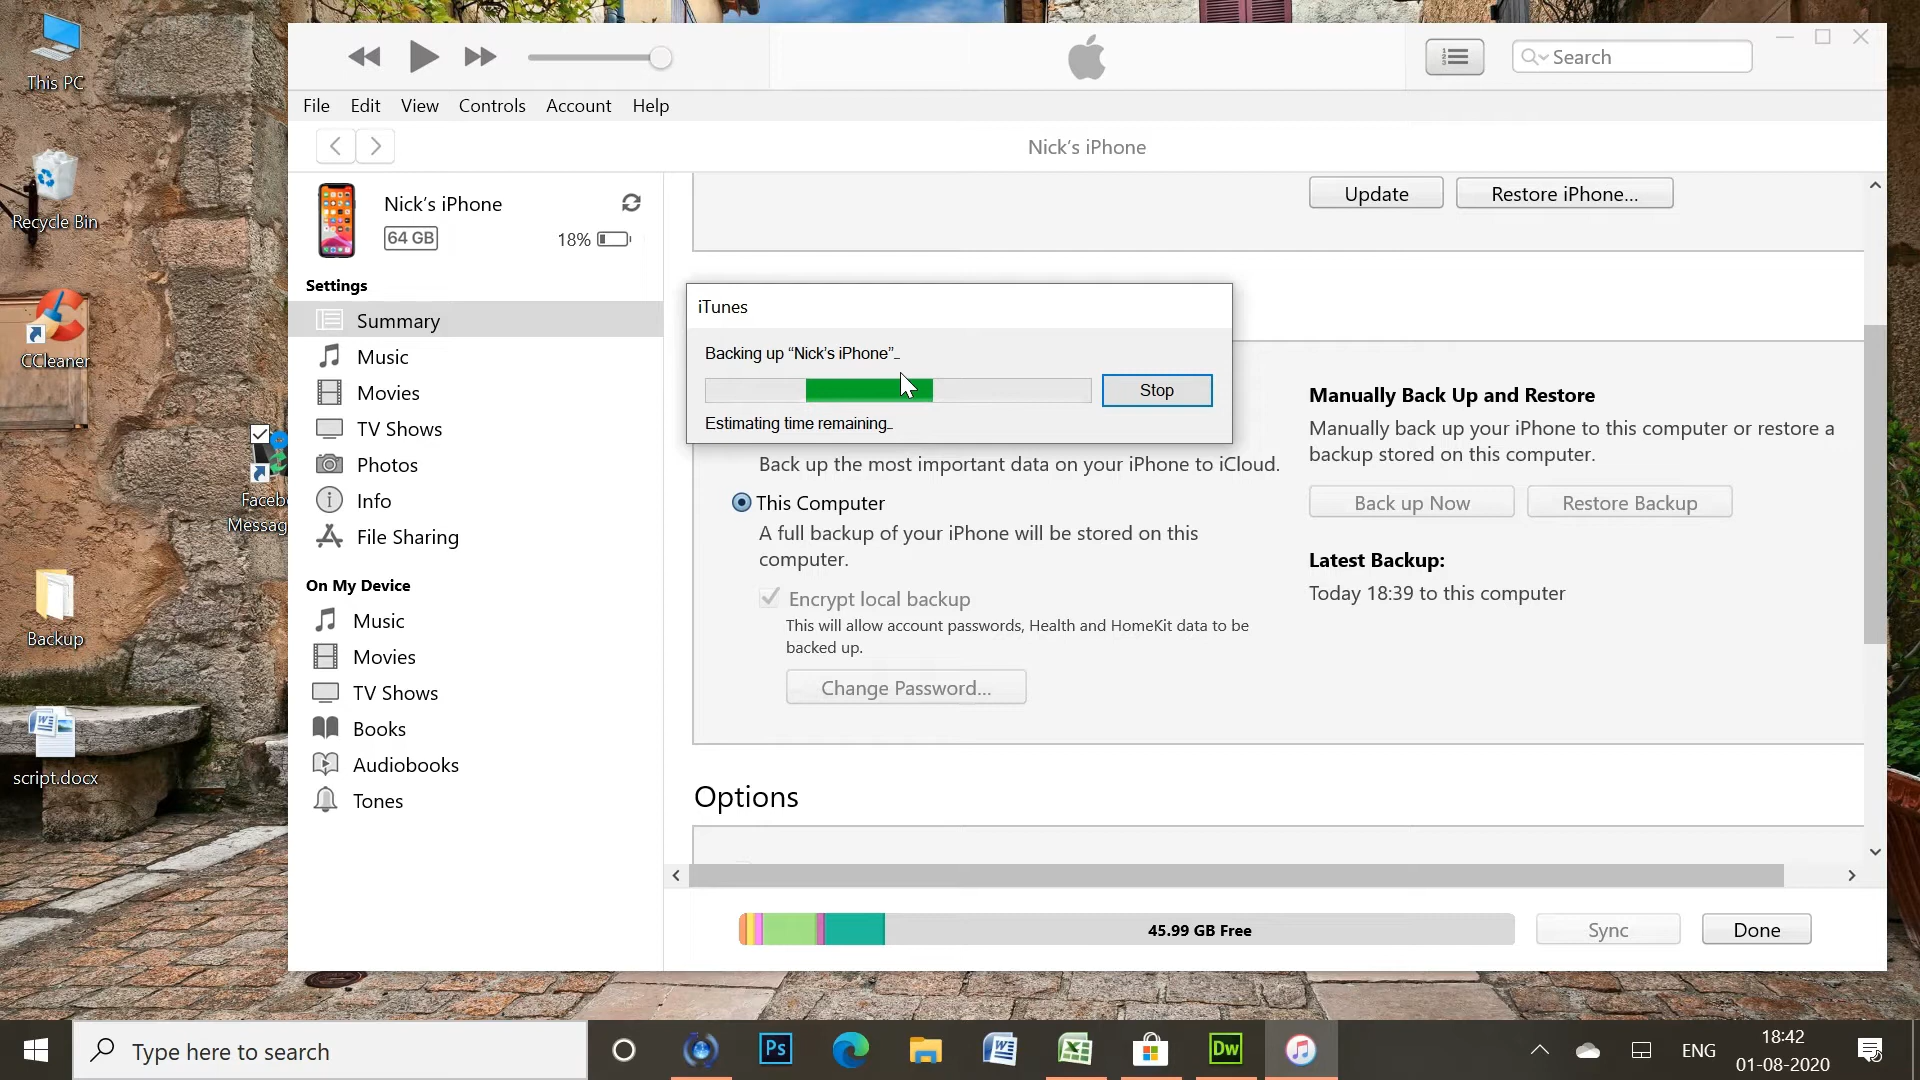 This PC
Recycle Bin
CCleaner
Faceb
Messag
Backup
script.docx
Search
File Edit View Controls Account Help
Nick's iPhone
Nick's iPhone
64 GB
18%
Settings
Summary
Music
Movies
TV Shows
Photos
Info
File Sharing
On My Device
Music
Movies
TV Shows
Books
Audiobooks
Tones
Update
Restore iPhone...
iTunes
Backing up “Nick’s iPhone”...
Stop
Estimating time remaining...
Back up the most important data on your iPhone to iCloud.
This Computer
A full backup of your iPhone will be stored on this
computer.
Encrypt local backup
This will allow account passwords, Health and HomeKit data to be
backed up.
Change Password...
Manually Back Up and Restore
Manually back up your iPhone to this computer or restore a
backup stored on this computer.
Back up Now
Restore Backup
Latest Backup:
Today 18:39 to this computer
Options
45.99 GB Free
Sync
Done
Type here to search
Ps
Dw
ENG
18:42
01-08-2020